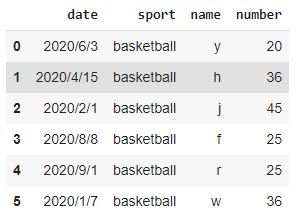 date sport name number
0 2020/6/3 basketball y 20
1 2020/4/15 basketball h 36
2 2020/2/1 basketball j 45
3 2020/8/8 basketball f 25
4 2020/9/1 basketball r 25
5 2020/1/7 basketball w 36